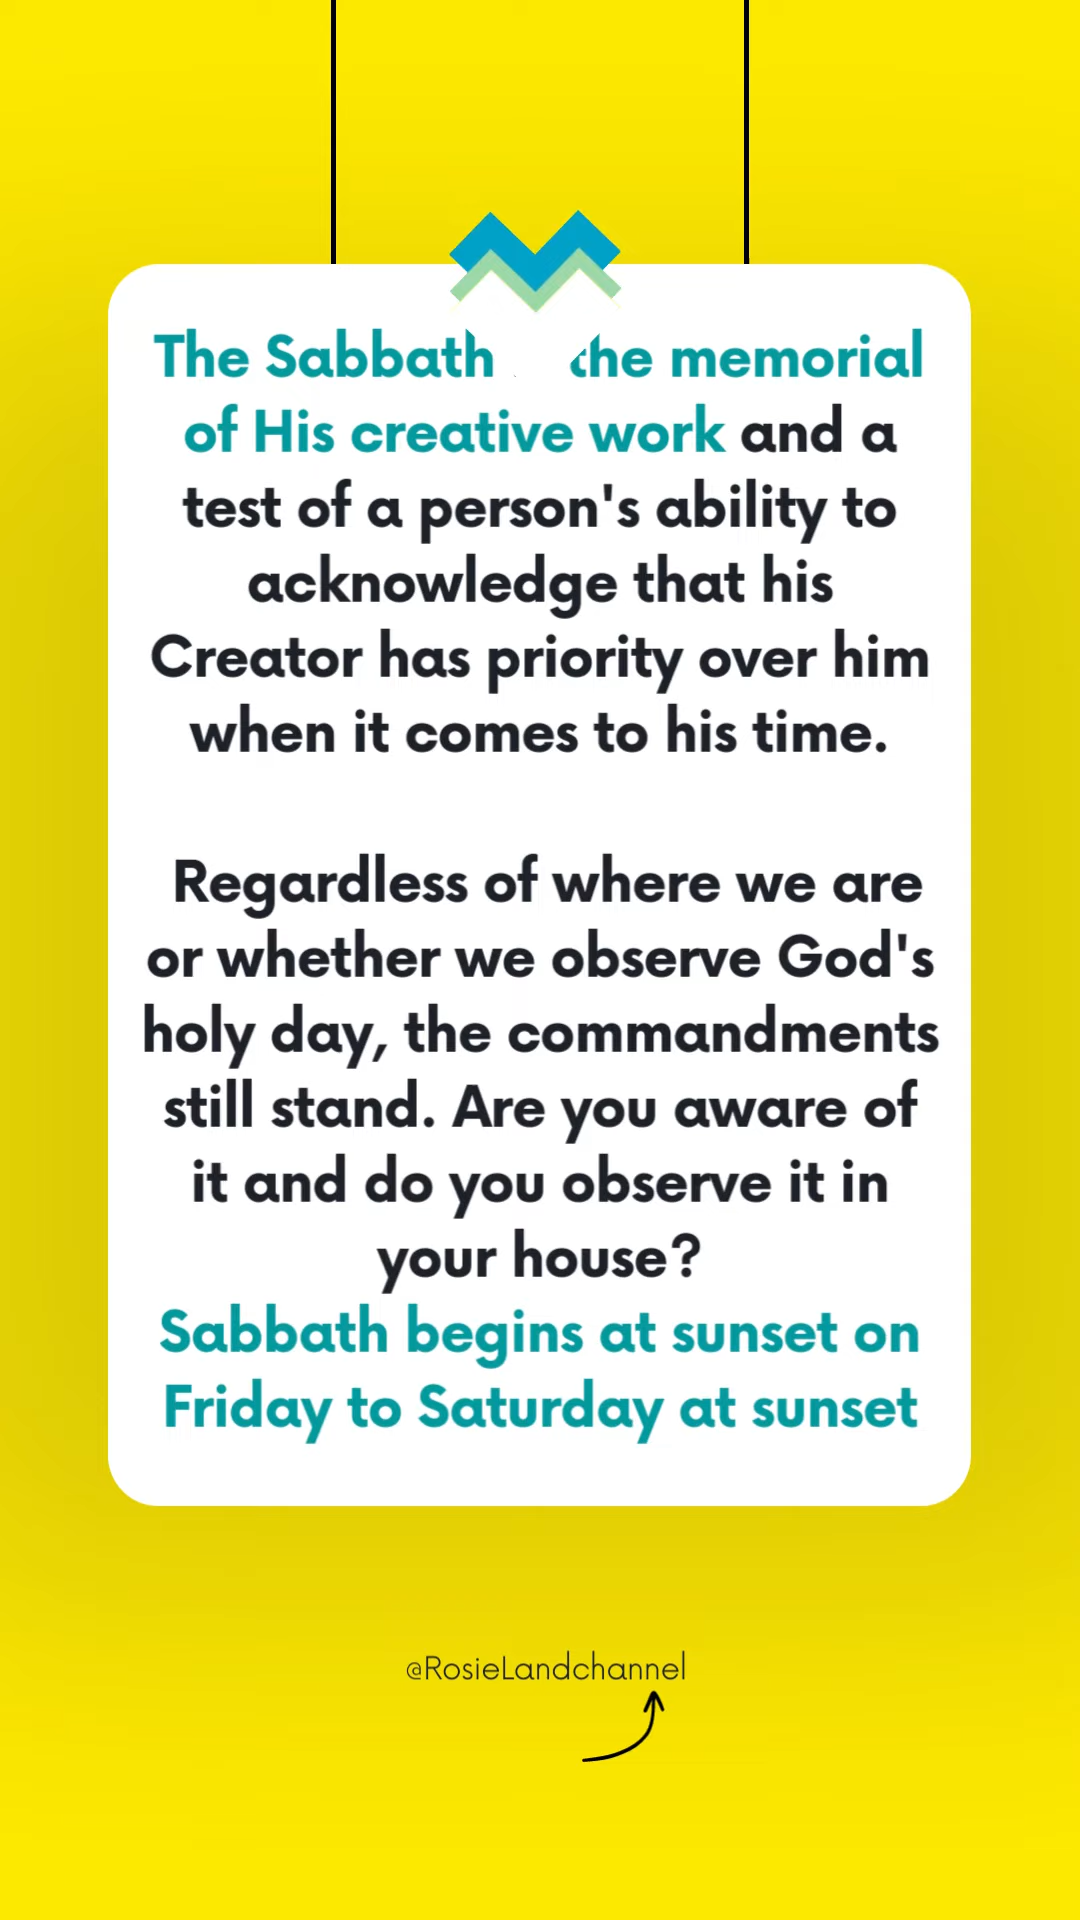 The Sabbath the memorial
of His creative work and a
test of a person's ability to
acknowledge that his
Creator has priority over him
when it comes to his time.
Regardless of where we are
or whether we observe God's
holy day, the commandments
still stand. Are you aware of
it and do you observe it in
your house?
Sabbath begins at sunset on
Friday to Saturday at sunset
@RosieLandchannel